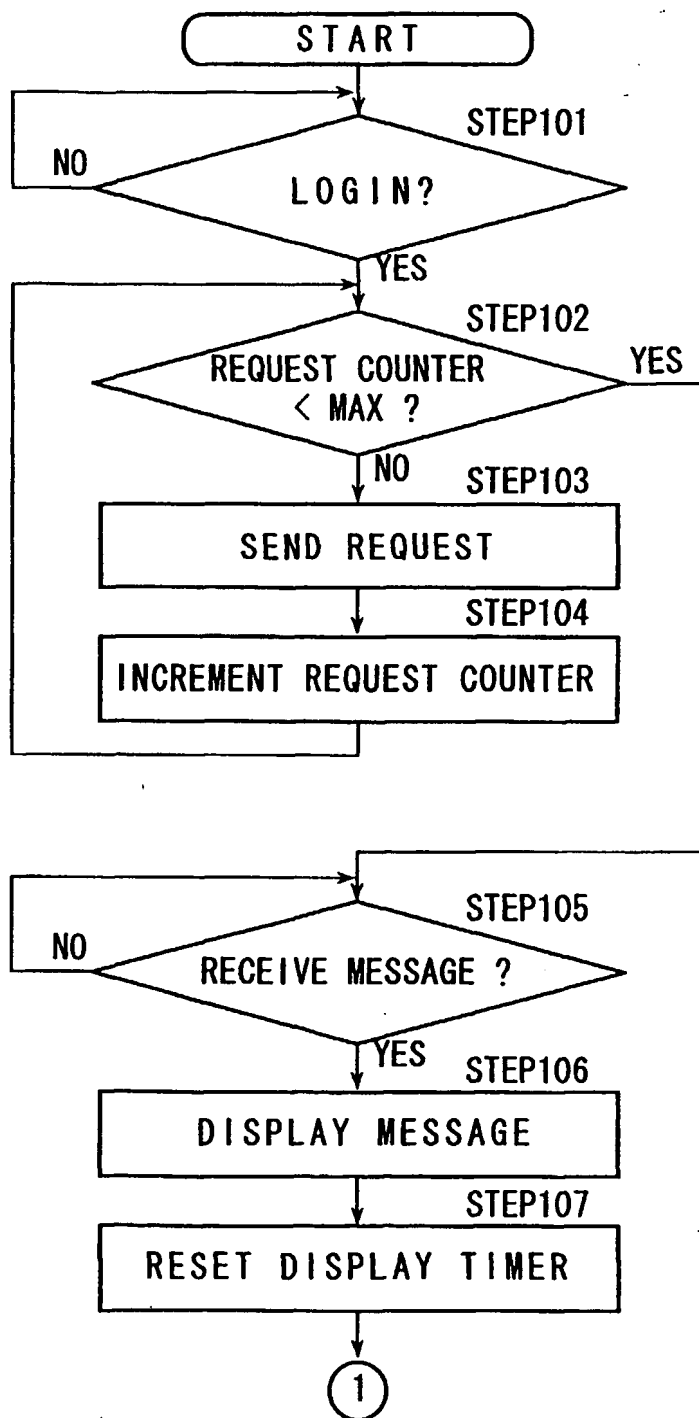 START
STEP101
NO
LOGIN?
YES
STEP102
REQUEST COUNTER
< MAX ?
YES
NO
STEP103
SEND REQUEST
STEP104
INCREMENT REQUEST COUNTER
STEP105
NO
RECEIVE MESSAGE ?
YES
STEP106
DISPLAY MESSAGE
STEP107
RESET DISPLAY TIMER
1